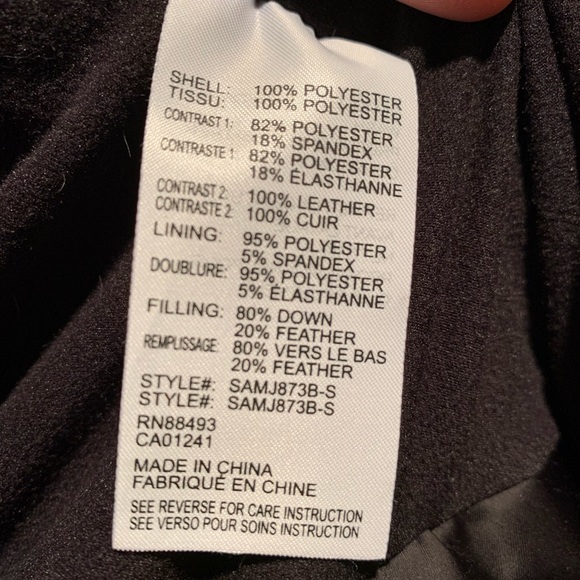 SHELL: 100% POLYESTER
TISSU: 100% POLYESTER
CONTRAST 1: 82% POLYESTER
18% SPANDEX
CONTRASTE 1: 82% POLYESTER
18% ÉLASTHANNE
CONTRAST 2: 100% LEATHER
CONTRASTE 2: 100% CUIR
LINING: 95% POLYESTER
5% SPANDEX
DOUBLURE: 95% POLYESTER
5% ÉLASTHANNE
FILLING: 80% DOWN
20% FEATHER
REMPLISSAGE: 80% VERS LE BAS
20% FEATHER
STYLE#: SAMJ873B-S
STYLE#: SAMJ873B-S
RN88493
CA01241
MADE IN CHINA
FABRIQUÉ EN CHINE
SEE REVERSE FOR CARE INSTRUCTION
SEE VERSO POUR SOINS INSTRUCTION